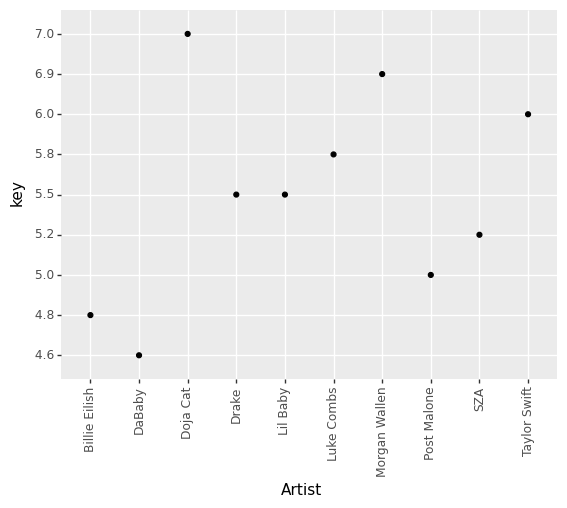 7.0
6.9
6.0
5.8
5.5
5.2
5.0
4.8
4.6
key
Billie Eilish
DaBaby
Doja Cat
Drake
Lil Baby
Luke Combs
Morgan Wallen
Post Malone
SZA
Taylor Swift
Artist